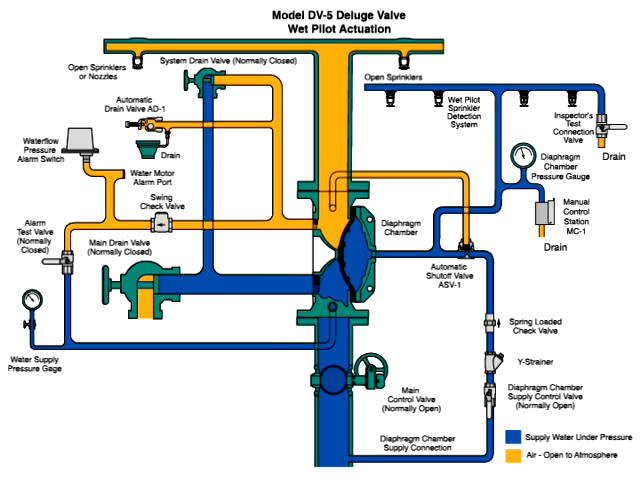 Model DV-5 Deluge Valve
Wet Pilot Actuation
System Drain Valve (Normally Closed)
Open Sprinklers
or Nozzles
Open Sprinklers
Automatic
Drain Valve AD-1
Wet Pilot
Sprinkler
Detection
System
Inspector's
Test
Connection
Valve
Waterflow
Pressure
Alarm Switch
Drain
Drain
Diaphragm
Chamber
Pressure Gauge
Water Motor
Alarm Port
Swing
Check Valve
Manual
Control
Station
MC-1
Alarm
Test Valve
(Normally
Closed)
Main Drain Valve
(Normally Closed)
Diaphragm
Chamber
Drain
Automatic
Shutoff Valve
ASV-1
Spring Loaded
Check Valve
Water Supply
Pressure Gage
Y-Strainer
Main
Control Valve
(Normally Open)
Diaphragm Chamber
Supply Control Valve
(Normally Open)
Diaphragm Chamber
Supply Connection
Supply Water Under Pressure
Air - Open to Atmosphere